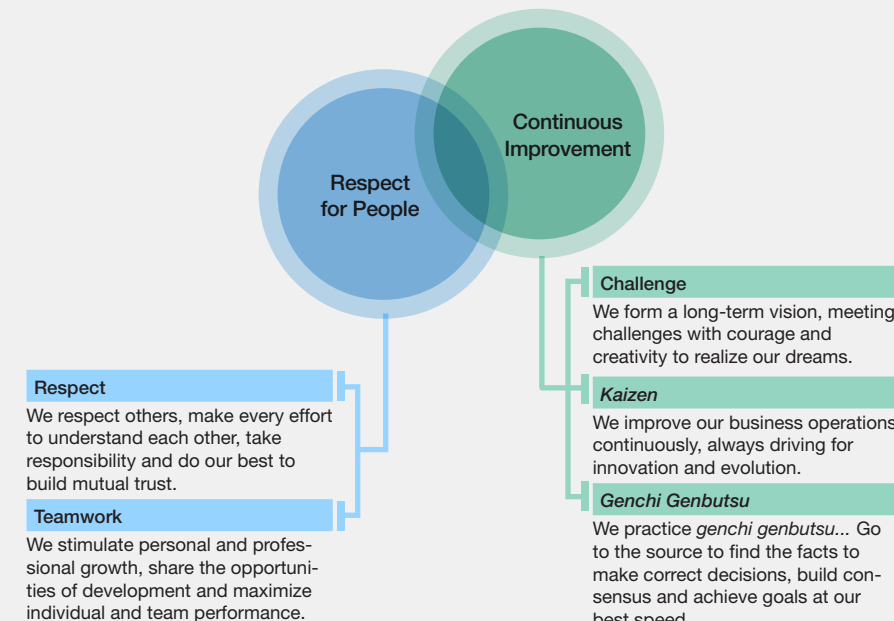 Continuous
Improvement
Respect
for People
Respect
We respect others, make every effort
to understand each other, take
responsibility and do our best to
build mutual trust.
Teamwork
We stimulate personal and profes-
sional growth, share the opportuni-
ties of development and maximize
individual and team performance.
Challenge
We form a long-term vision, meeting
challenges with courage and
creativity to realize our dreams.
Kaizen
We improve our business operations
continuously, always driving for
innovation and evolution.
Genchi Genbutsu
We practice genchi genbutsu... Go
to the source to find the facts to
make correct decisions, build con-
sensus and achieve goals at our
best speed